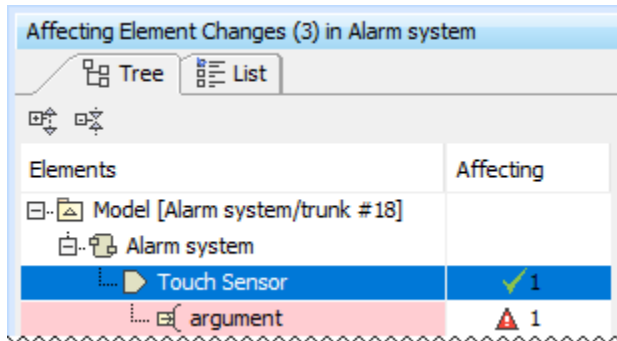 Affecting Element Changes (3) in Alarm system
Tree List
Elements Affecting
Model [Alarm system/trunk #18]
Alarm system
Touch Sensor 1
argument 1